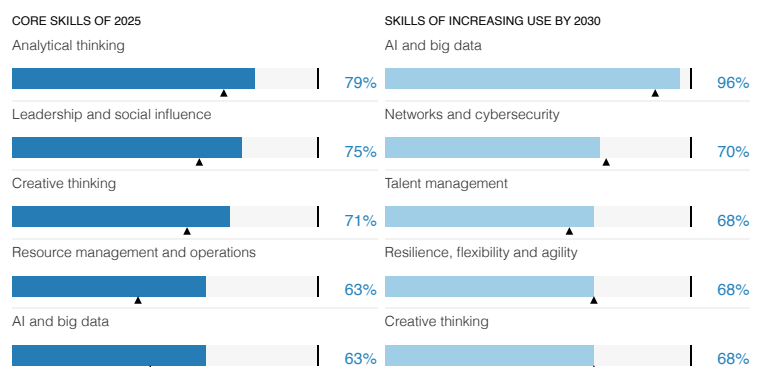 CORE SKILLS OF 2025
Analytical thinking
79%
Leadership and social influence
75%
Creative thinking
71%
Resource management and operations
63%
AI and big data
63%
SKILLS OF INCREASING USE BY 2030
AI and big data
96%
Networks and cybersecurity
70%
Talent management
68%
Resilience, flexibility and agility
68%
Creative thinking
68%